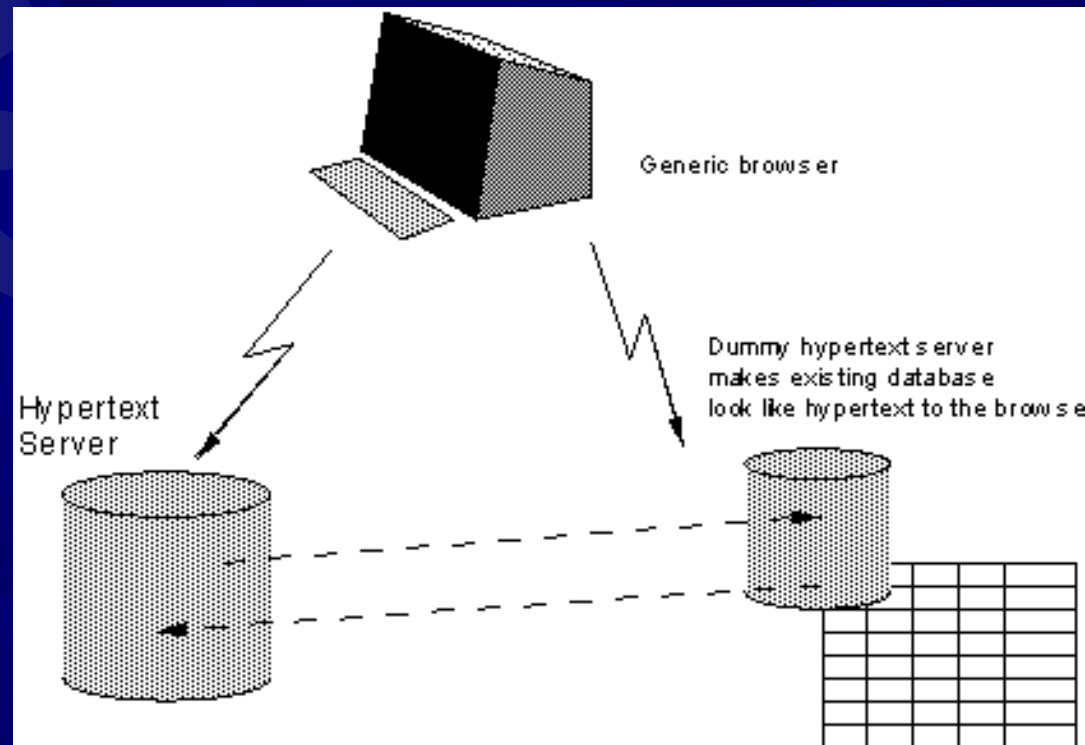 Generic browser
Dummy hypertext server
makes existing database
look like hypertext to the browse
Hypertext
Server